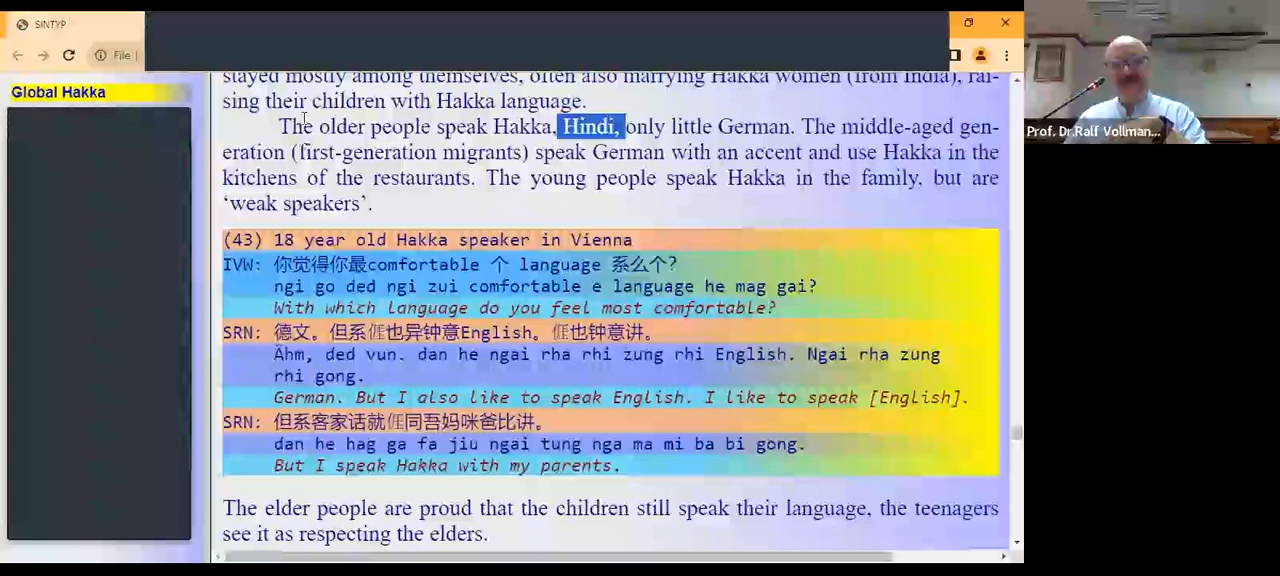 SINTYP
File
Global Hakka
stayed mostly among themselves, often also marrying Hakka women (from India), rai-
sing their children with Hakka language.
The older people speak Hakka, Hindi, only little German. The middle-aged gen-
eration (first-generation migrants) speak German with an accent and use Hakka in the
kitchens of the restaurants. The young people speak Hakka in the family, but are
‘weak speakers’.
(43) 18 year old Hakka speaker in Vienna
IVW: 你觉得你最comfortable 个 language 系么个?
ngi go ded ngi zui comfortable e language he mag gai?
With which language do you feel most comfortable?
SRN: 德文。但系𠊎也异钟意English。𠊎也钟意讲。
Ähm, ded vun. dan he ngai rha rhi zung rhi English. Ngai rha zung
rhi gong.
German. But I also like to speak English. I like to speak [English].
SRN: 但系客家话就𠊎同吾妈咪爸比讲。
dan he hag ga fa jiu ngai tung nga ma mi ba bi gong.
But I speak Hakka with my parents.
The elder people are proud that the children still speak their language, the teenagers
see it as respecting the elders.
Prof. Dr.Ralf Vollman...